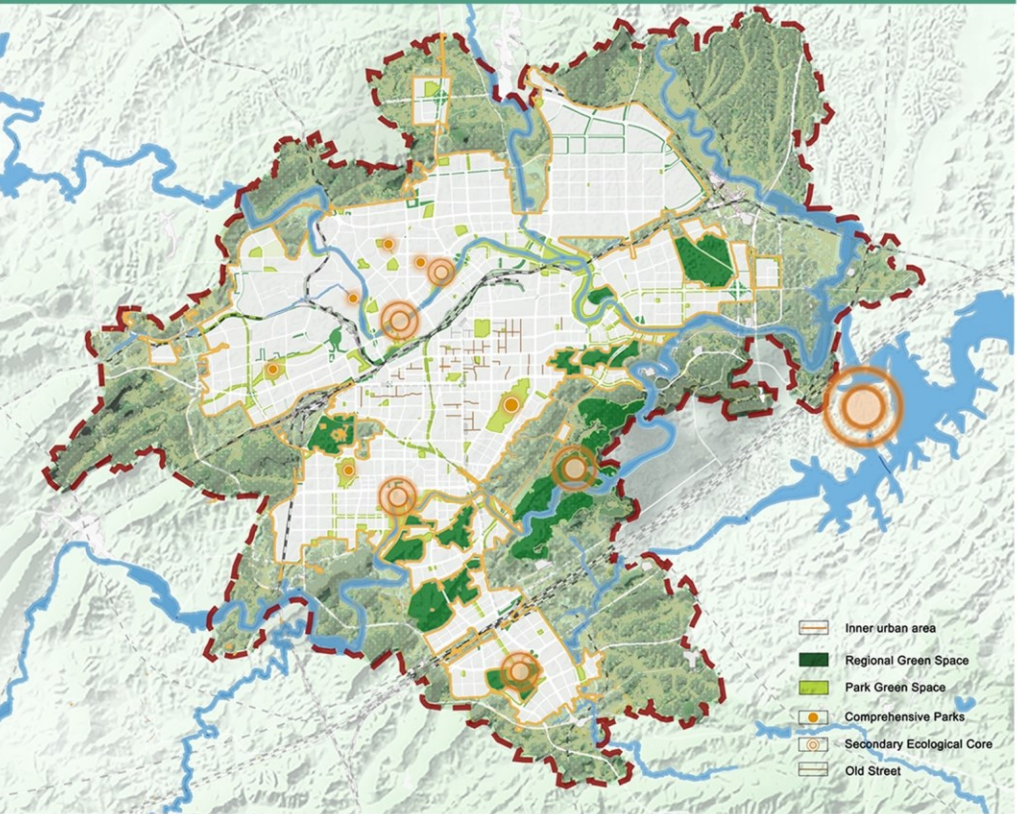 Inner urban area
Regional Green Space
Park Green Space
Comprehensive Parks
Secondary Ecological Core
Old Street